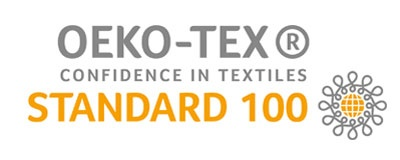 OEKO-TEX®
CONFIDENCE IN TEXTILES
STANDARD 100